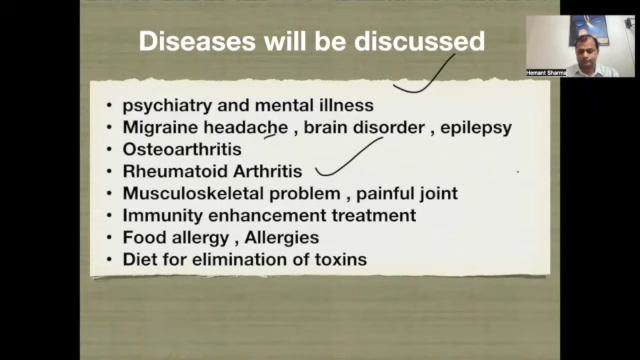 Diseases will be discussed
Hemant Sharma
• psychiatry and mental illness
• Migraine headache , brain disorder , epilepsy
• Osteoarthritis
• Rheumatoid Arthritis
• Musculoskeletal problem , painful joint
• Immunity enhancement treatment
• Food allergy , Allergies
• Diet for elimination of toxins